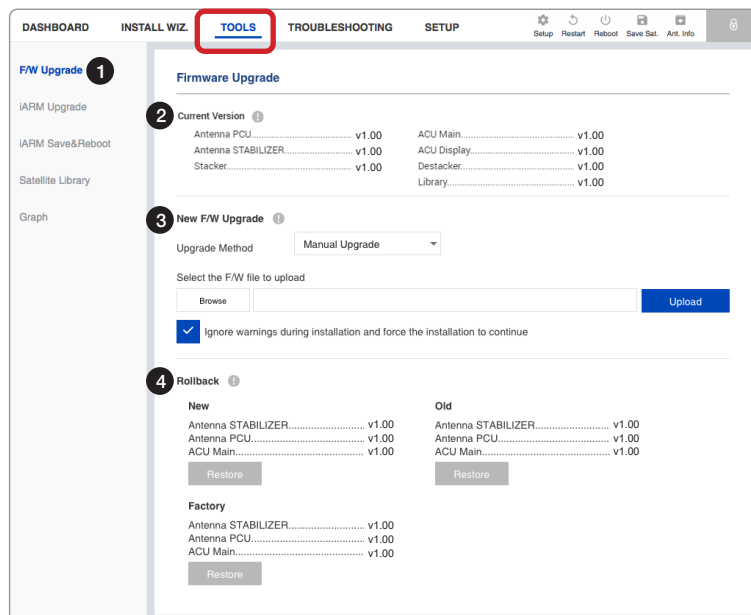 DASHBOARD INSTALL WIZ. TOOLS TROUBLESHOOTING SETUP Setup Restart Reboot Save Sat. Ant. Info
F/W Upgrade 1
iARM Upgrade
iARM Save&Reboot
Satellite Library
Graph
Firmware Upgrade
2 Current Version !
Antenna PCU................................ v1.00 ACU Main................................ v1.00
Antenna STABILIZER..................... v1.00 ACU Display............................. v1.00
Stacker....................................... v1.00 Destacker............................... v1.00
Library................................... v1.00
3 New F/W Upgrade !
Upgrade Method Manual Upgrade
Select the F/W file to upload
Browse Upload
Ignore warnings during installation and force the installation to continue
4 Rollback !
New Old
Antenna STABILIZER......................... v1.00 Antenna STABILIZER......................... v1.00
Antenna PCU..................................... v1.00 Antenna PCU..................................... v1.00
ACU Main.......................................... v1.00 ACU Main.......................................... v1.00
Restore Restore
Factory
Antenna STABILIZER......................... v1.00
Antenna PCU..................................... v1.00
ACU Main.......................................... v1.00
Restore